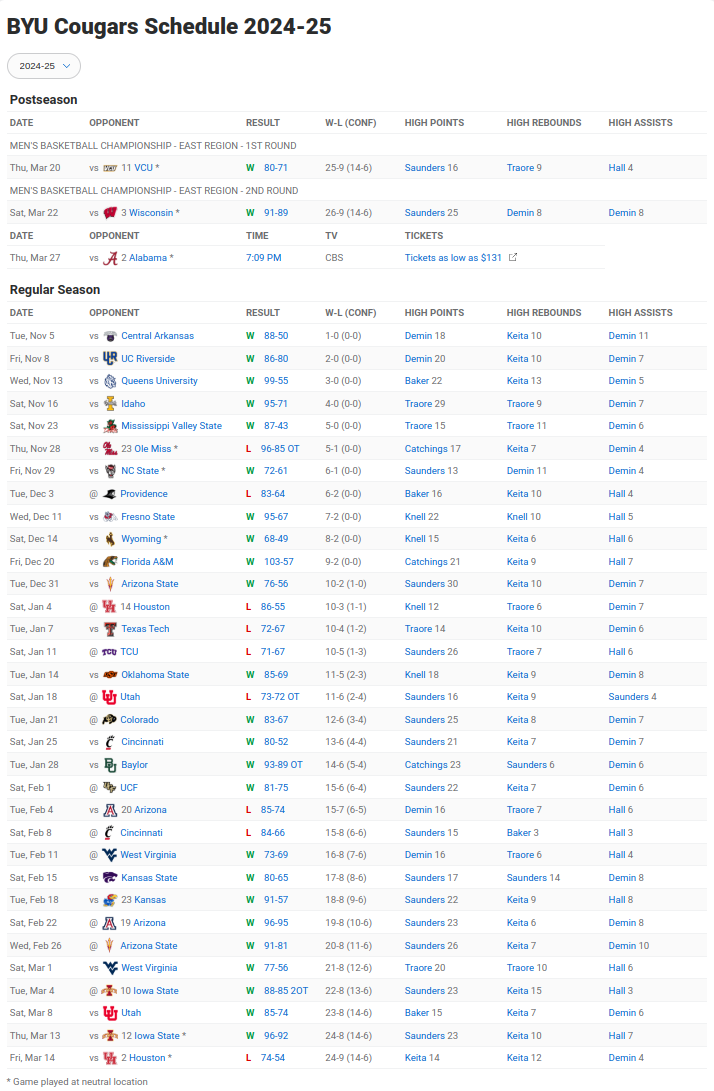 BYU Cougars Schedule 2024-25
2024-25
Postseason
DATE OPPONENT RESULT W-L (CONF) HIGH POINTS HIGH REBOUNDS HIGH ASSISTS
MEN'S BASKETBALL CHAMPIONSHIP - EAST REGION - 1ST ROUND
Thu, Mar 20 vs 11 VCU * W 80-71 25-9 (14-6) Saunders 16 Traore 9 Hall 4
MEN'S BASKETBALL CHAMPIONSHIP - EAST REGION - 2ND ROUND
Sat, Mar 22 vs 3 Wisconsin * W 91-89 26-9 (14-6) Saunders 25 Demin 8 Demin 8
DATE OPPONENT TIME TV TICKETS
Thu, Mar 27 vs 2 Alabama * 7:09 PM CBS Tickets as low as $131
Regular Season
DATE OPPONENT RESULT W-L (CONF) HIGH POINTS HIGH REBOUNDS HIGH ASSISTS
Tue, Nov 5 vs Central Arkansas W 88-50 1-0 (0-0) Demin 18 Keita 10 Demin 11
Fri, Nov 8 vs UC Riverside W 86-80 2-0 (0-0) Demin 20 Keita 10 Demin 7
Wed, Nov 13 vs Queens University W 99-55 3-0 (0-0) Baker 22 Keita 13 Demin 5
Sat, Nov 16 vs Idaho W 95-71 4-0 (0-0) Traore 29 Traore 9 Demin 7
Sat, Nov 23 vs Mississippi Valley State W 87-43 5-0 (0-0) Traore 15 Traore 11 Demin 6
Thu, Nov 28 vs 23 Ole Miss * L 96-85 OT 5-1 (0-0) Catchings 17 Keita 7 Demin 4
Fri, Nov 29 vs NC State * W 72-61 6-1 (0-0) Saunders 13 Demin 11 Demin 4
Tue, Dec 3 @ Providence L 83-64 6-2 (0-0) Baker 16 Keita 10 Hall 4
Wed, Dec 11 vs Fresno State W 95-67 7-2 (0-0) Knell 22 Knell 10 Hall 5
Sat, Dec 14 vs Wyoming * W 68-49 8-2 (0-0) Knell 15 Keita 6 Hall 6
Fri, Dec 20 vs Florida A&M W 103-57 9-2 (0-0) Catchings 21 Keita 9 Hall 7
Tue, Dec 31 vs Arizona State W 76-56 10-2 (1-0) Saunders 30 Keita 10 Demin 7
Sat, Jan 4 @ 14 Houston L 86-55 10-3 (1-1) Knell 12 Traore 6 Demin 7
Tue, Jan 7 vs Texas Tech L 72-67 10-4 (1-2) Traore 14 Keita 10 Demin 6
Sat, Jan 11 @ TCU L 71-67 10-5 (1-3) Saunders 26 Traore 7 Hall 6
Tue, Jan 14 vs Oklahoma State W 85-69 11-5 (2-3) Knell 18 Keita 9 Demin 8
Sat, Jan 18 @ Utah L 73-72 OT 11-6 (2-4) Saunders 16 Keita 9 Saunders 4
Tue, Jan 21 @ Colorado W 83-67 12-6 (3-4) Saunders 25 Keita 8 Demin 7
Sat, Jan 25 vs Cincinnati W 80-52 13-6 (4-4) Saunders 21 Keita 7 Demin 7
Tue, Jan 28 vs Baylor W 93-89 OT 14-6 (5-4) Catchings 23 Saunders 6 Demin 6
Sat, Feb 1 @ UCF W 81-75 15-6 (6-4) Saunders 22 Keita 7 Demin 6
Tue, Feb 4 vs 20 Arizona L 85-74 15-7 (6-5) Demin 16 Traore 7 Hall 6
Sat, Feb 8 @ Cincinnati L 84-66 15-8 (6-6) Saunders 15 Baker 3 Hall 3
Tue, Feb 11 @ West Virginia W 73-69 16-8 (7-6) Demin 16 Traore 6 Hall 4
Sat, Feb 15 vs Kansas State W 80-65 17-8 (8-6) Saunders 17 Saunders 14 Demin 8
Tue, Feb 18 vs 23 Kansas W 91-57 18-8 (9-6) Saunders 22 Keita 9 Hall 8
Sat, Feb 22 @ 19 Arizona W 96-95 19-8 (10-6) Saunders 23 Keita 6 Demin 8
Wed, Feb 26 @ Arizona State W 91-81 20-8 (11-6) Saunders 26 Keita 7 Demin 10
Sat, Mar 1 vs West Virginia W 77-56 21-8 (12-6) Traore 20 Traore 10 Hall 6
Tue, Mar 4 @ 10 Iowa State W 88-85 2OT 22-8 (13-6) Saunders 23 Keita 15 Hall 3
Sat, Mar 8 vs Utah W 85-74 23-8 (14-6) Baker 15 Keita 7 Demin 6
Thu, Mar 13 vs 12 Iowa State * W 96-92 24-8 (14-6) Saunders 23 Keita 10 Hall 7
Fri, Mar 14 vs 2 Houston * L 74-54 24-9 (14-6) Keita 14 Keita 12 Demin 4
* Game played at neutral location